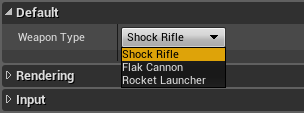 Default
Weapon Type Shock Rifle
Shock Rifle
Flak Cannon
Rocket Launcher
Rendering
Input